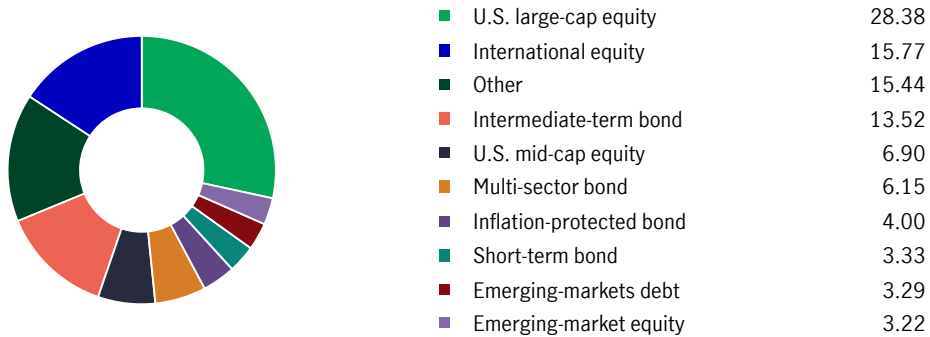 U.S. large-cap equity 28.38
International equity 15.77
Other 15.44
Intermediate-term bond 13.52
U.S. mid-cap equity 6.90
Multi-sector bond 6.15
Inflation-protected bond 4.00
Short-term bond 3.33
Emerging-markets debt 3.29
Emerging-market equity 3.22